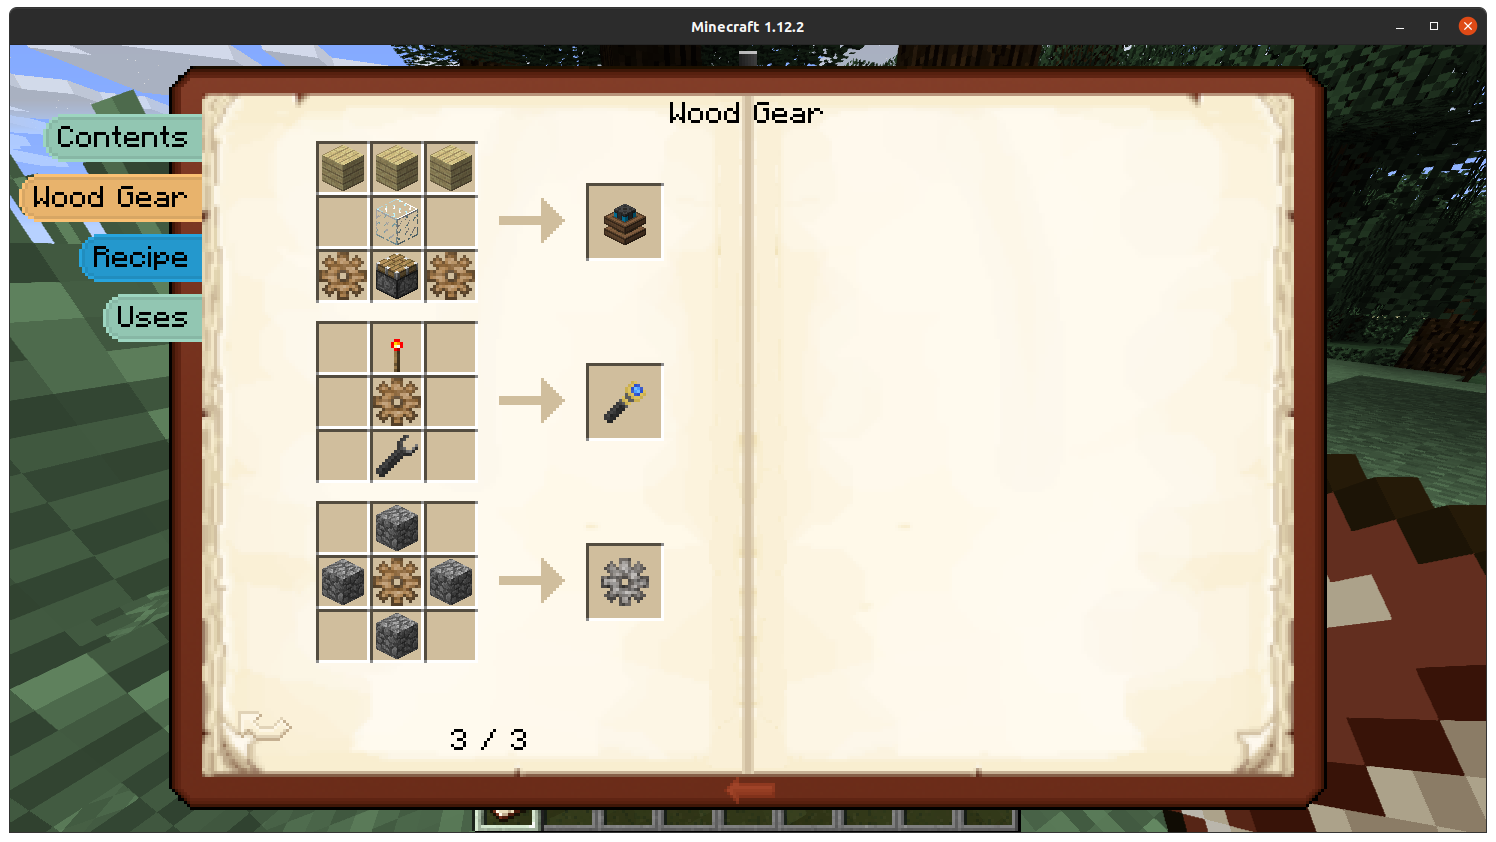 Minecraft 1.12.2
Wood Gear
Contents
Wood Gear
Recipe
Uses
3 / 3